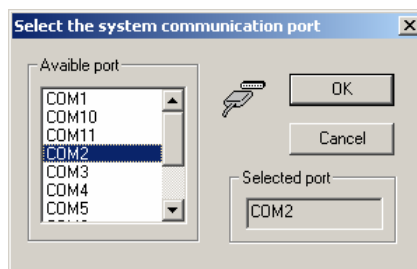 Select the system communication port
Avaible port
COM1
COM10
COM11
COM2
COM3
COM4
COM5
OK
Cancel
Selected port
COM2